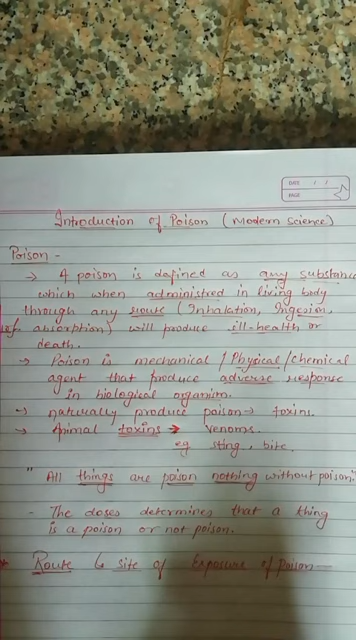 DATE / /
PAGE
Introduction of Poison (Modern Science)
Poison -
→ A poison is defined as any substance
which when administred in living body
through any route (Inhalation, Ingesion,
absorption) will produce ill-health or
death.
→ Poison is mechanical / Physical / chemical
agent that produce adverse response
in biological organism.
→ naturally produce poison → toxins.
→ Animal toxins → venoms.
eg sting, bite.
" All things are poison nothing without poison"
- The doses determines that a thing
is a poison or not poison.
* Route & site of Exposure of Poison -